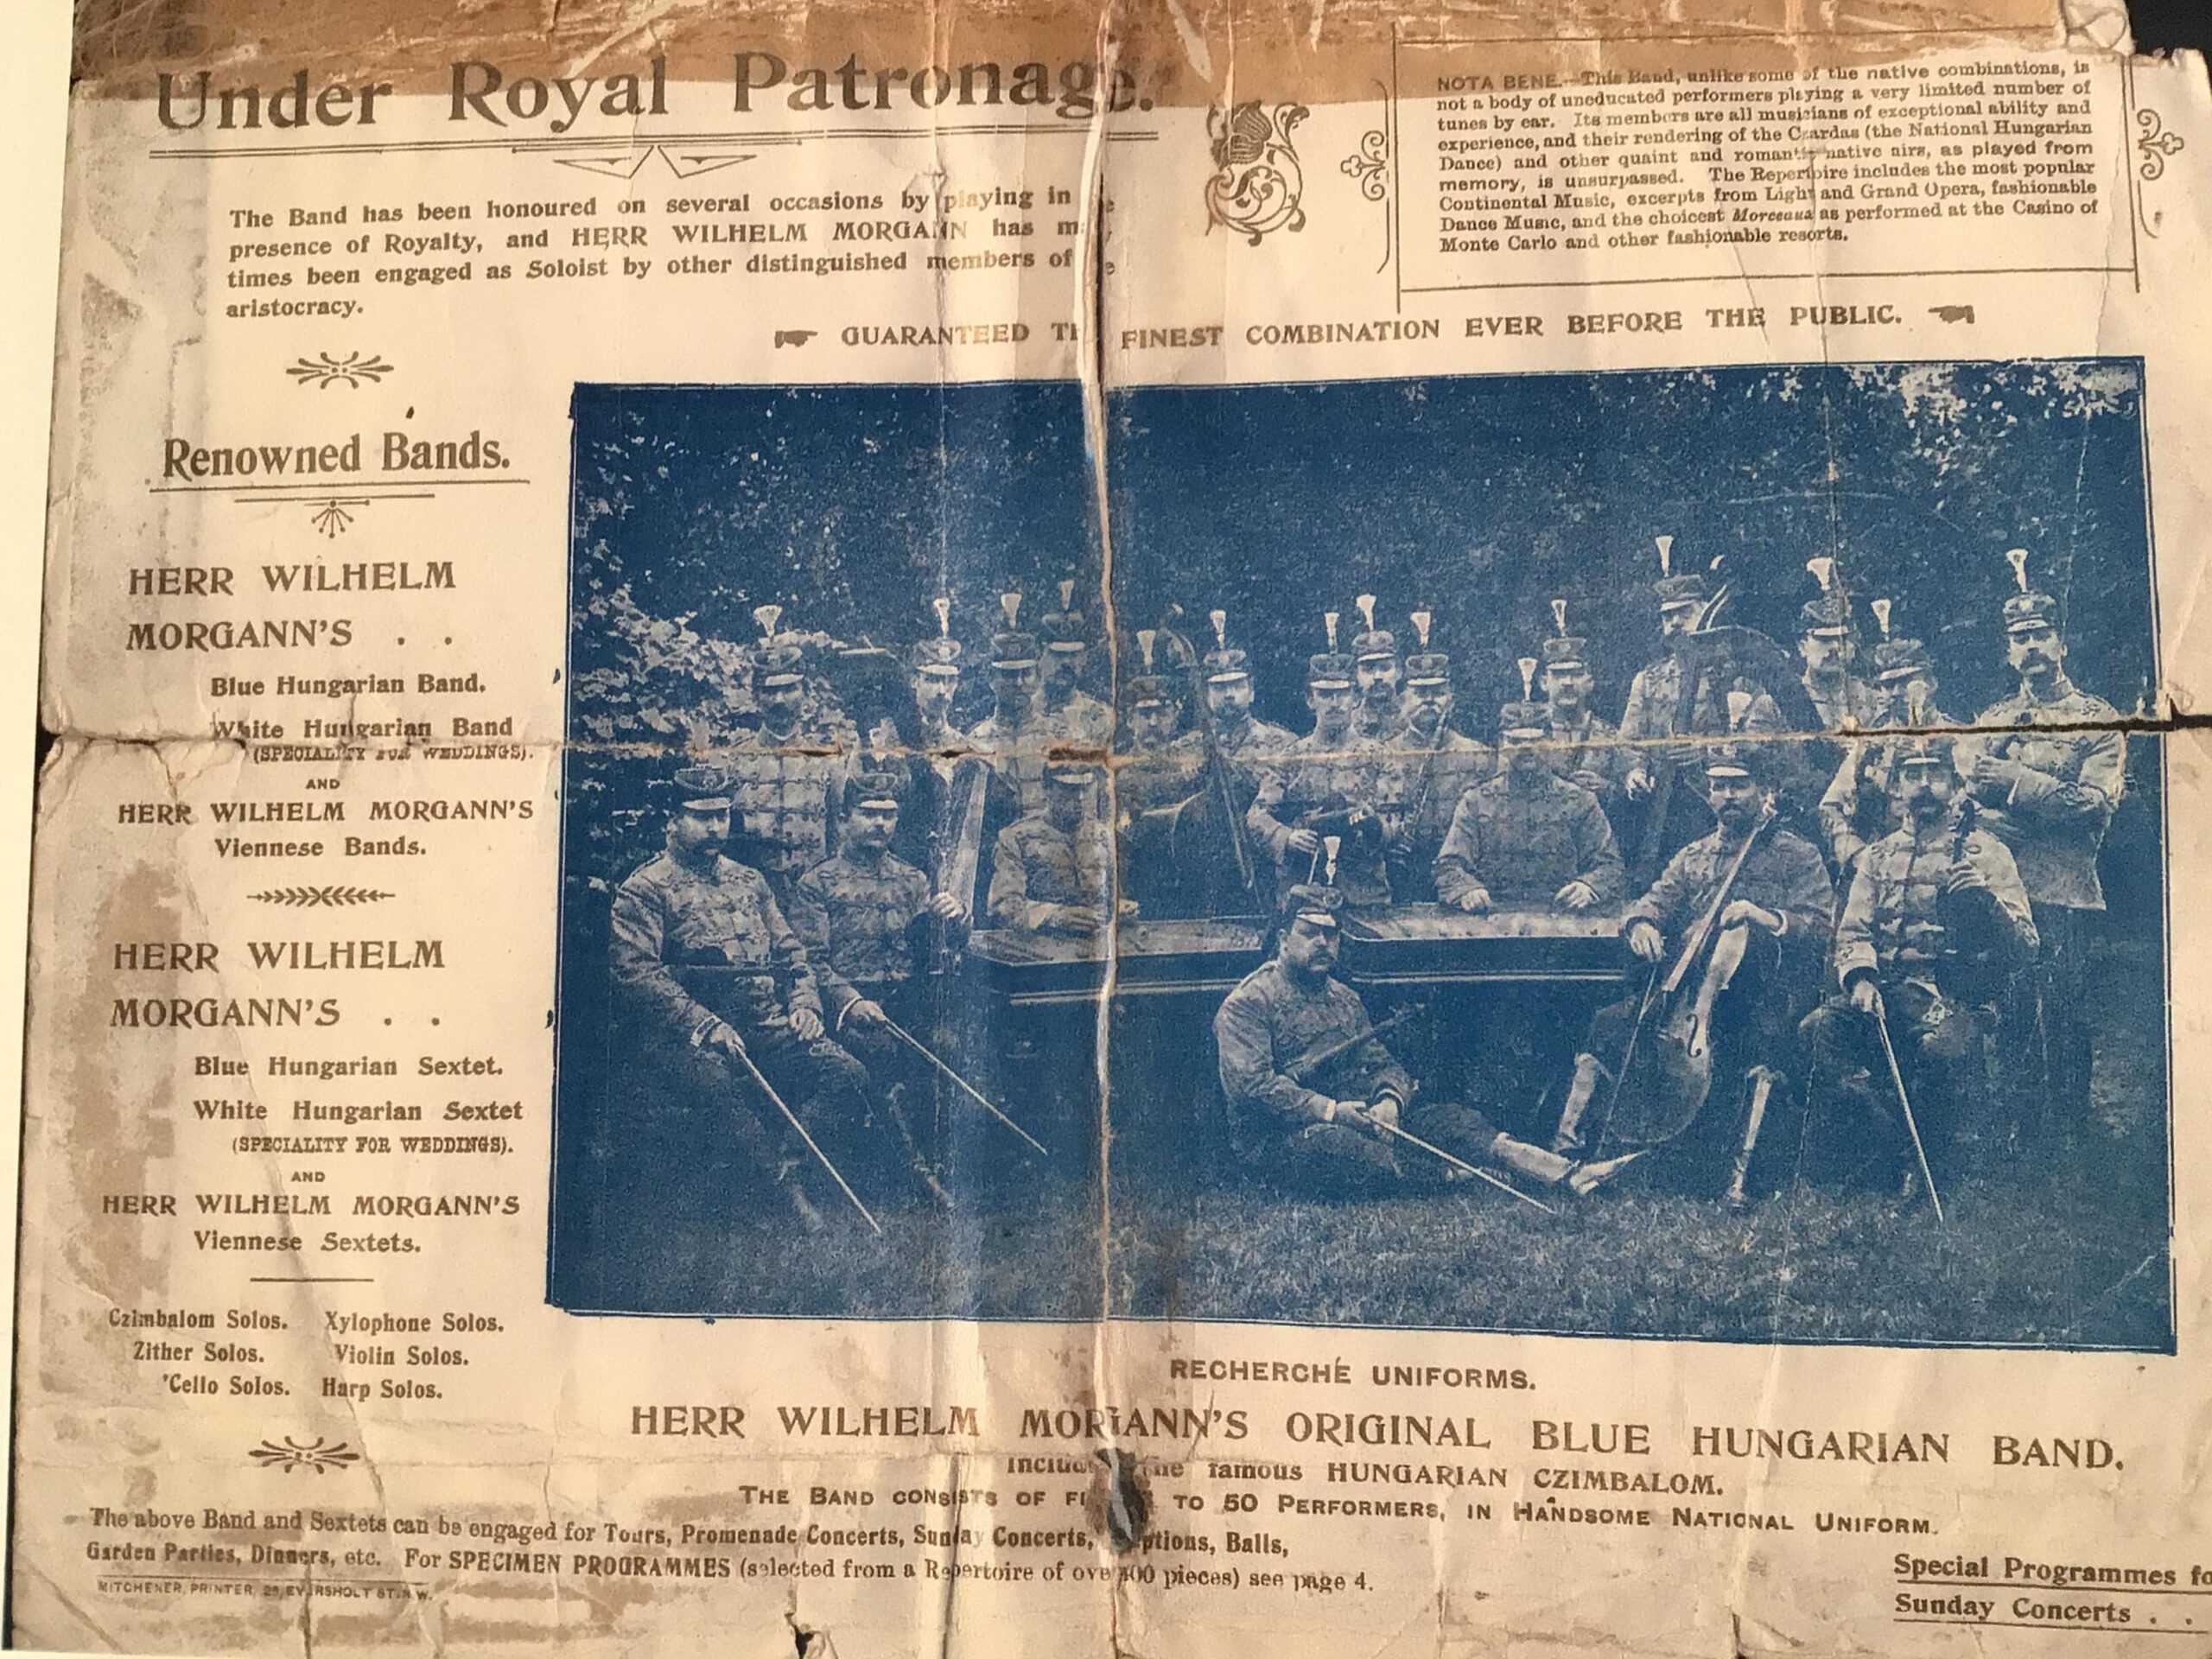 Under Royal Patronage.
The Band has been honoured on several occasions by playing in
presence of Royalty, and HERR WILHELM MORGANN has
times been engaged as Soloist by other distinguished members of
aristocracy.
NOTA BENE.—This Band, unlike some of the native combinations, is
not a body of uneducated performers playing a very limited number of
tunes by ear. Its members are all musicians of exceptional ability and
experience, and their rendering of the Czardas (the National Hungarian
Dance) and other quaint and romantic native airs, as played from
memory, is unsurpassed. The Repertoire includes the most popular
Continental Music, excerpts from Light and Grand Opera, fashionable
Dance Music, and the choicest Morceaux as performed at the Casino of
Monte Carlo and other fashionable resorts.
GUARANTEED FINEST COMBINATION EVER BEFORE THE PUBLIC.
Renowned Bands.
HERR WILHELM
MORGANN'S . .
Blue Hungarian Band.
White Hungarian Band
(SPECIALITY FOR WEDDINGS).
AND
HERR WILHELM MORGANN'S
Viennese Bands.
HERR WILHELM
MORGANN'S . .
Blue Hungarian Sextet.
White Hungarian Sextet
(SPECIALITY FOR WEDDINGS).
AND
HERR WILHELM MORGANN'S
Viennese Sextets.
Czimbalom Solos. Xylophone Solos.
Zither Solos. Violin Solos.
'Cello Solos. Harp Solos.
RECHERCHÉ UNIFORMS.
HERR WILHELM MORGANN'S ORIGINAL BLUE HUNGARIAN BAND.
famous HUNGARIAN CZIMBALOM.
THE BAND CONSISTS OF TO 50 PERFORMERS, IN HANDSOME NATIONAL UNIFORM.
The above Band and Sextets can be engaged for Tours, Promenade Concerts, Sunday Concerts, Balls,
Garden Parties, Dinners, etc. For SPECIMEN PROGRAMMES (selected from a Repertoire of over 400 pieces) see page 4.
MITCHENER, PRINTER, EVERSHOLT ST. N.W.
Special Programmes
Sunday Concerts . .